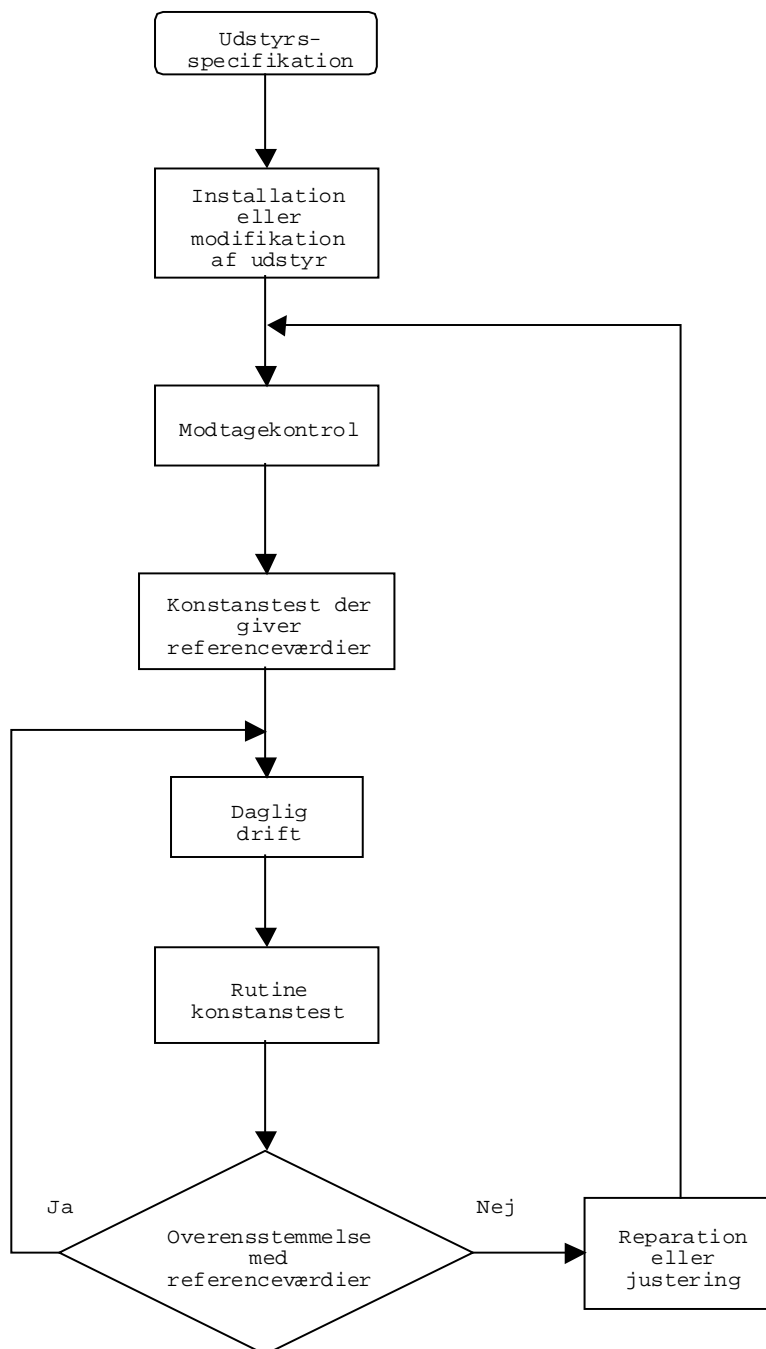 Udstyrs-
specifikation
Installation
eller
modifikation
af udstyr
Modtagekontrol
Konstanstest der
giver
referenceværdier
Daglig
drift
Rutine
konstanstest
Ja
Nej
Overensstemmelse
med
referenceværdier
Reparation
eller
justering